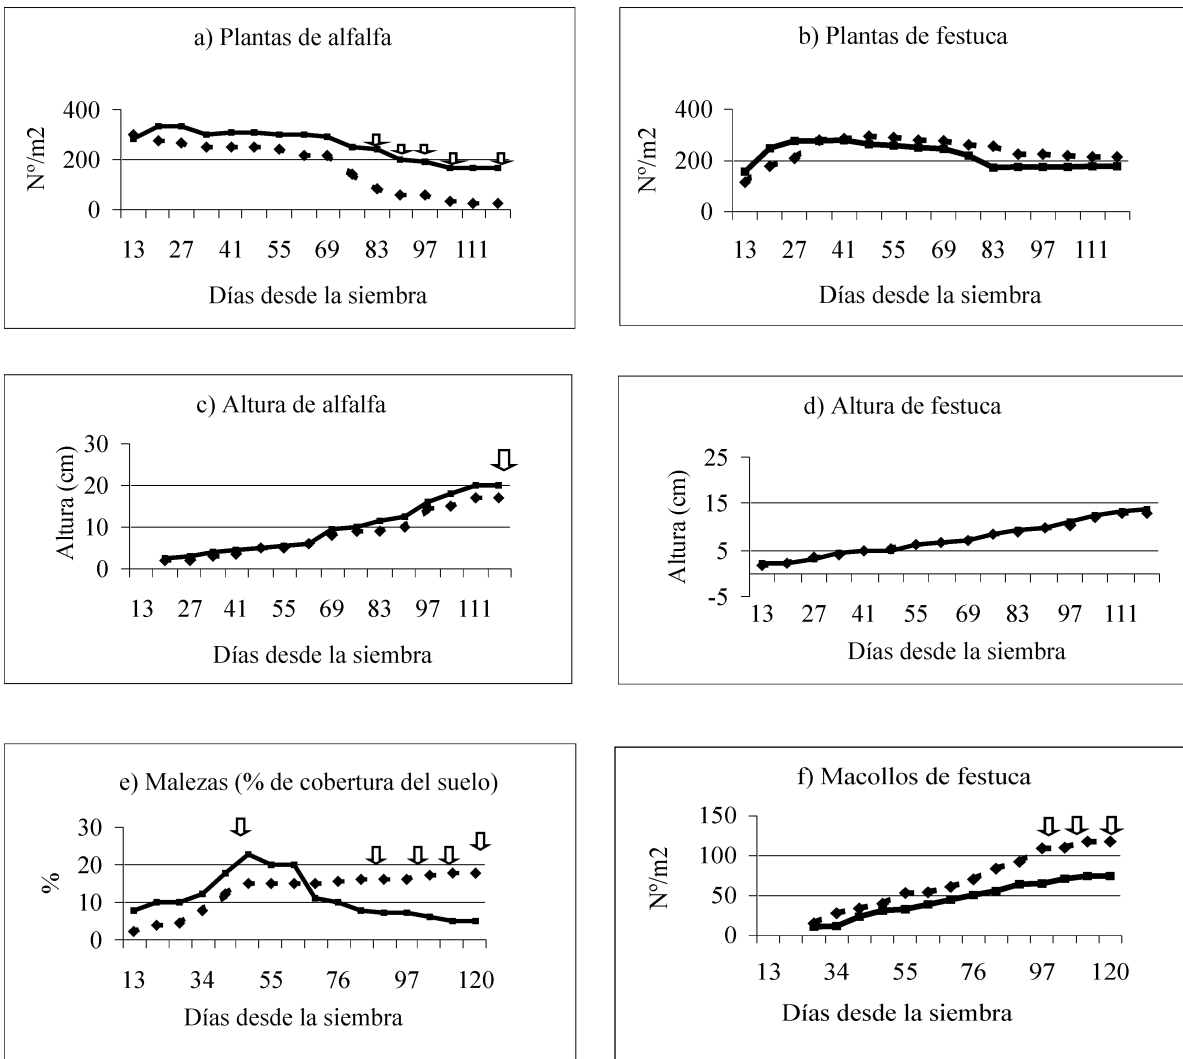 a) Plantas de alfalfa
400
200
0
Nº/m2
13 27 41 55 69 83 97 111
Días desde la siembra
b) Plantas de festuca
400
200
0
Nº/m2
13 27 41 55 69 83 97 111
Días desde la siembra
c) Altura de alfalfa
30
20
10
0
Altura (cm)
13 27 41 55 69 83 97 111
Días desde la siembra
d) Altura de festuca
25
15
5
-5
Altura (cm)
13 27 41 55 69 83 97 111
Días desde la siembra
e) Malezas (% de cobertura del suelo)
30
20
10
0
%
13 34 55 76 97 120
Días desde la siembra
f) Macollos de festuca
150
100
50
0
Nº/m2
13 34 55 76 97 120
Días desde la siembra